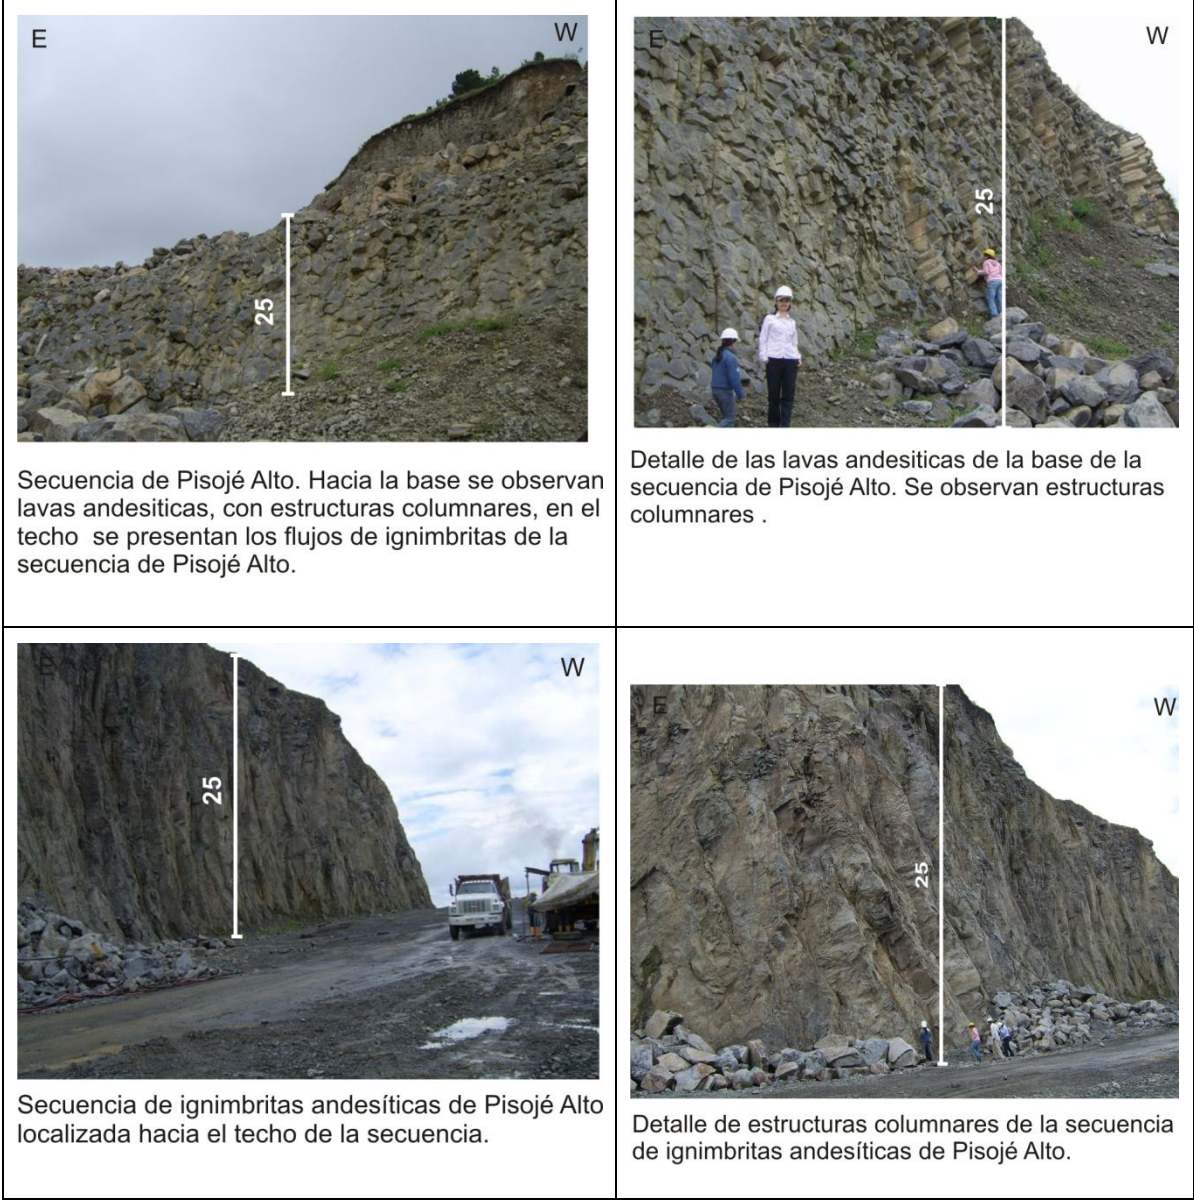 E
W
25
Secuencia de Pisojé Alto. Hacia la base se observan
lavas andesiticas, con estructuras columnares, en el
techo se presentan los flujos de ignimbritas de la
secuencia de Pisojé Alto.
E
W
25
Detalle de las lavas andesiticas de la base de la
secuencia de Pisojé Alto. Se observan estructuras
columnares .
E
W
25
Secuencia de ignimbritas andesíticas de Pisojé Alto
localizada hacia el techo de la secuencia.
E
W
25
Detalle de estructuras columnares de la secuencia
de ignimbritas andesíticas de Pisojé Alto.